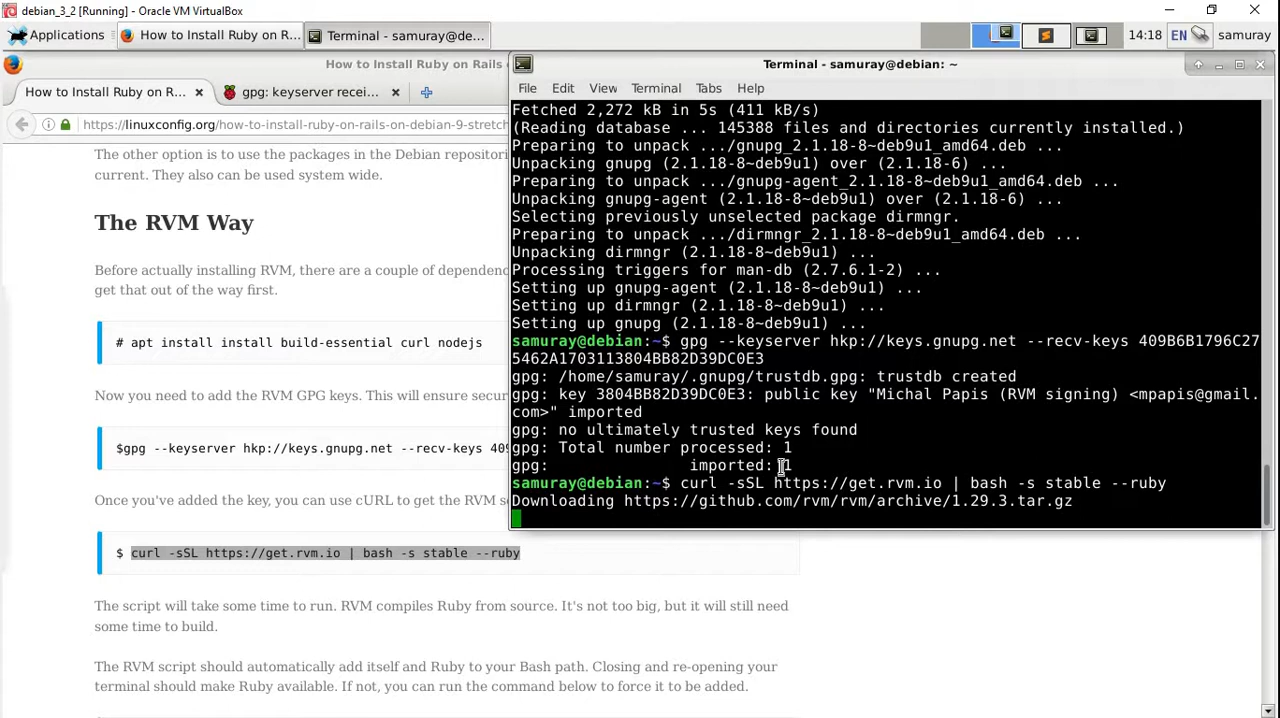 debian_3_2 [Running] - Oracle VM VirtualBox
Applications
How to Install Ruby on R...
Terminal - samuray@de...
14:18
EN
samuray
How to Install Ruby on Rails
Terminal - samuray@debian: ~
How to Install Ruby on R...
gpg: keyserver recei...
File Edit View Terminal Tabs Help
https://linuxconfig.org/how-to-install-ruby-on-rails-on-debian-9-stretch
The other option is to use the packages in the Debian repositori
current. They also can be used system wide.
The RVM Way
Before actually installing RVM, there are a couple of dependenc
get that out of the way first.
# apt install install build-essential curl nodejs
Now you need to add the RVM GPG keys. This will ensure secur
$gpg --keyserver hkp://keys.gnupg.net --recv-keys 409
Once you've added the key, you can use cURL to get the RVM s
$ curl -sSL https://get.rvm.io | bash -s stable --ruby
The script will take some time to run. RVM compiles Ruby from source. It's not too big, but it will still need
some time to build.
The RVM script should automatically add itself and Ruby to your Bash path. Closing and re-opening your
terminal should make Ruby available. If not, you can run the command below to force it to be added.
Fetched 2,272 kB in 5s (411 kB/s)
(Reading database ... 145388 files and directories currently installed.)
Preparing to unpack .../gnupg_2.1.18-8~deb9u1_amd64.deb ...
Unpacking gnupg (2.1.18-8~deb9u1) over (2.1.18-6) ...
Preparing to unpack .../gnupg-agent_2.1.18-8~deb9u1_amd64.deb ...
Unpacking gnupg-agent (2.1.18-8~deb9u1) over (2.1.18-6) ...
Selecting previously unselected package dirmngr.
Preparing to unpack .../dirmngr_2.1.18-8~deb9u1_amd64.deb ...
Unpacking dirmngr (2.1.18-8~deb9u1) ...
Processing triggers for man-db (2.7.6.1-2) ...
Setting up gnupg-agent (2.1.18-8~deb9u1) ...
Setting up dirmngr (2.1.18-8~deb9u1) ...
Setting up gnupg (2.1.18-8~deb9u1) ...
samuray@debian:~$ gpg --keyserver hkp://keys.gnupg.net --recv-keys 409B6B1796C27
5462A1703113804BB82D39DC0E3
gpg: /home/samuray/.gnupg/trustdb.gpg: trustdb created
gpg: key 3804BB82D39DC0E3: public key "Michal Papis (RVM signing) <mpapis@gmail.
com>" imported
gpg: no ultimately trusted keys found
gpg: Total number processed: 1
gpg: imported: 1
samuray@debian:~$ curl -sSL https://get.rvm.io | bash -s stable --ruby
Downloading https://github.com/rvm/rvm/archive/1.29.3.tar.gz